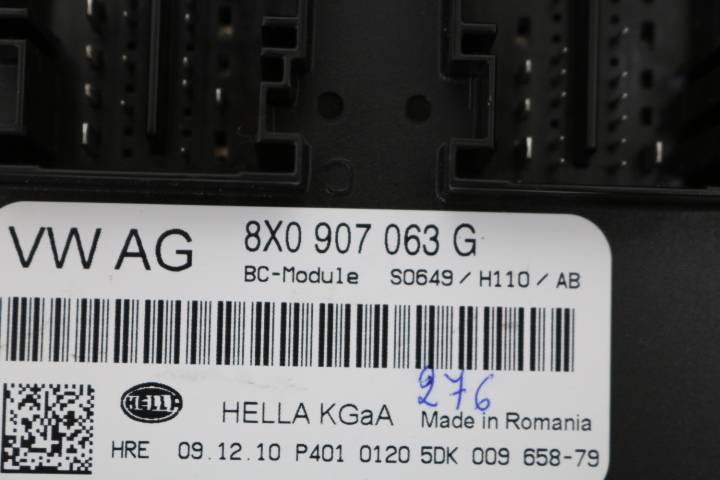 VW AG 8X0 907 063 G
BC-Module S0649 / H110 / AB
276
HELLA
HELLA KGaA Made in Romania
HRE 09.12.10 P401 0120 5DK 009 658-79